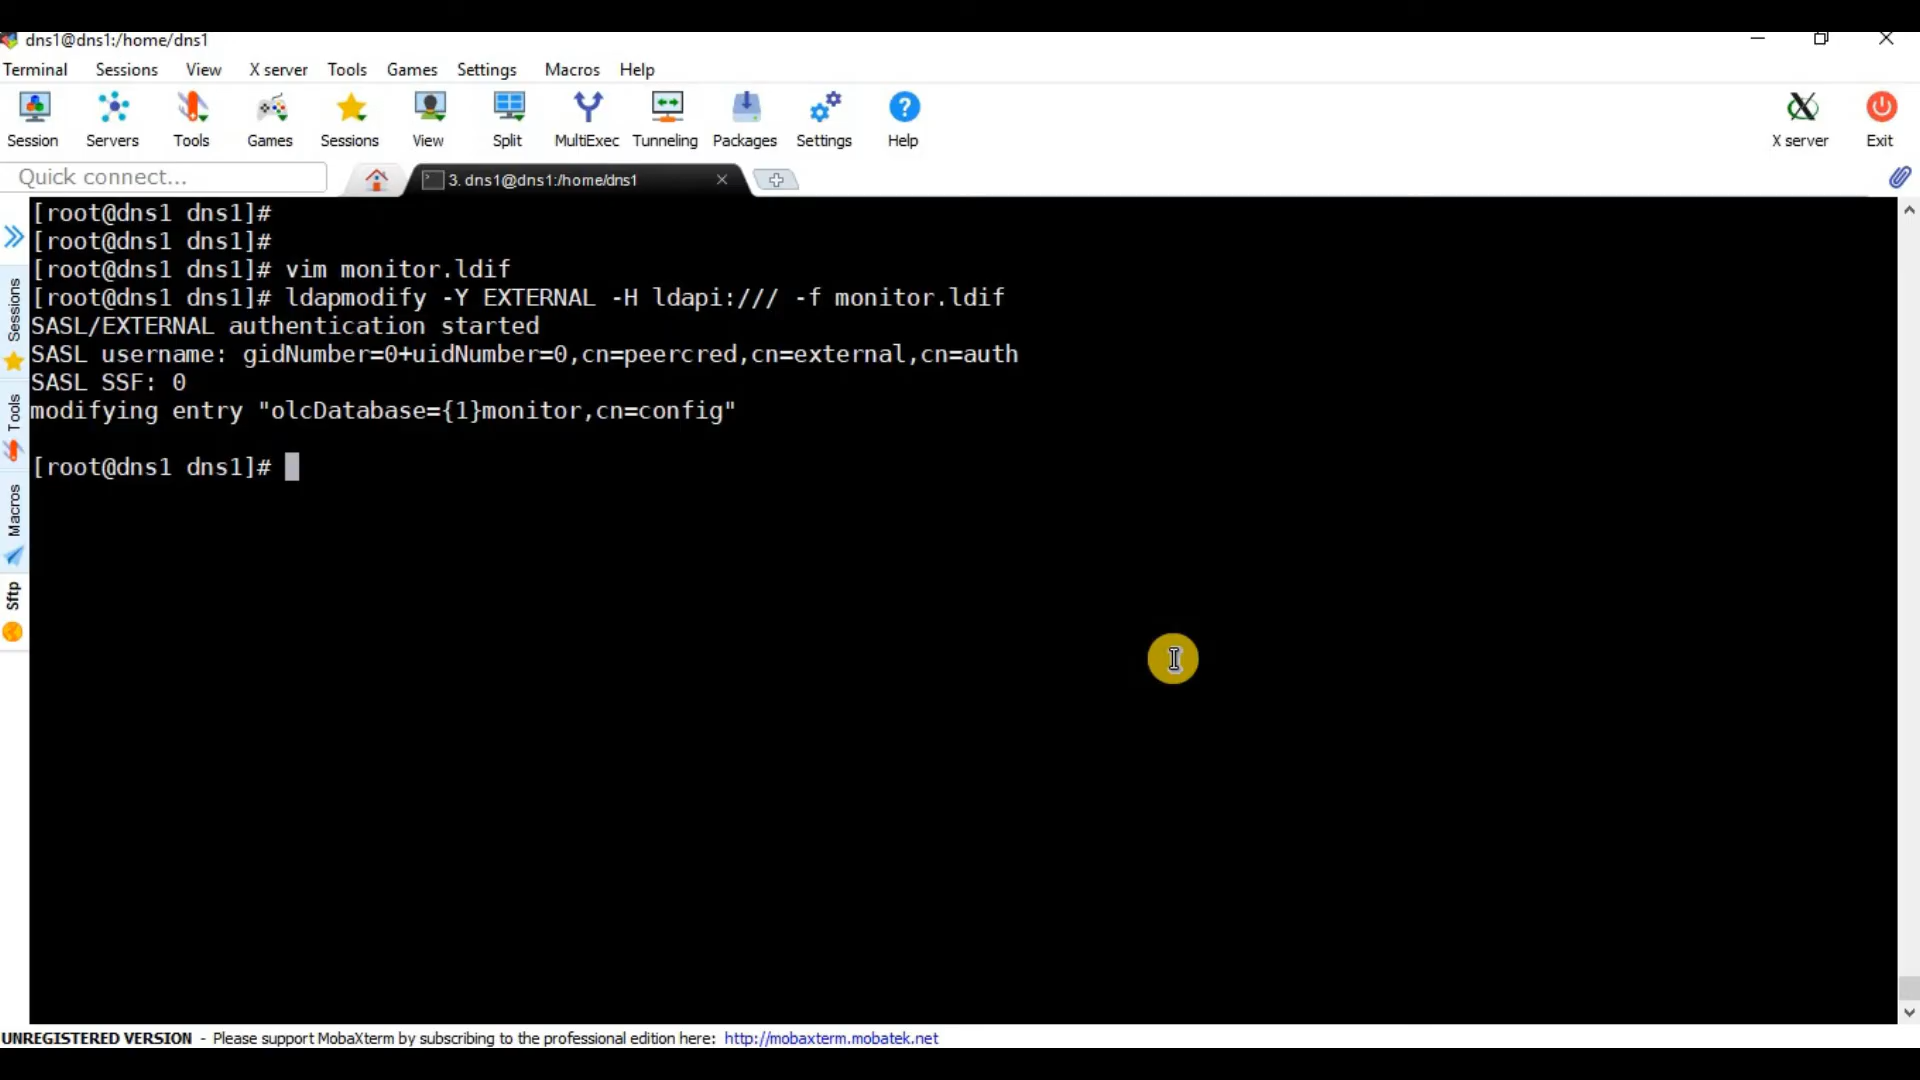 dns1@dns1:/home/dns1
Terminal Sessions View X server Tools Games Settings Macros Help
Session Servers Tools Games Sessions View Split MultiExec Tunneling Packages Settings Help X server Exit
Quick connect...
3. dns1@dns1:/home/dns1
[root@dns1 dns1]#
[root@dns1 dns1]#
[root@dns1 dns1]# vim monitor.ldif
[root@dns1 dns1]# ldapmodify -Y EXTERNAL -H ldapi:/// -f monitor.ldif
SASL/EXTERNAL authentication started
SASL username: gidNumber=0+uidNumber=0,cn=peercred,cn=external,cn=auth
SASL SSF: 0
modifying entry "olcDatabase={1}monitor,cn=config"
[root@dns1 dns1]#
Sessions
Tools
Macros
Sftp
UNREGISTERED VERSION - Please support MobaXterm by subscribing to the professional edition here: http://mobaxterm.mobatek.net